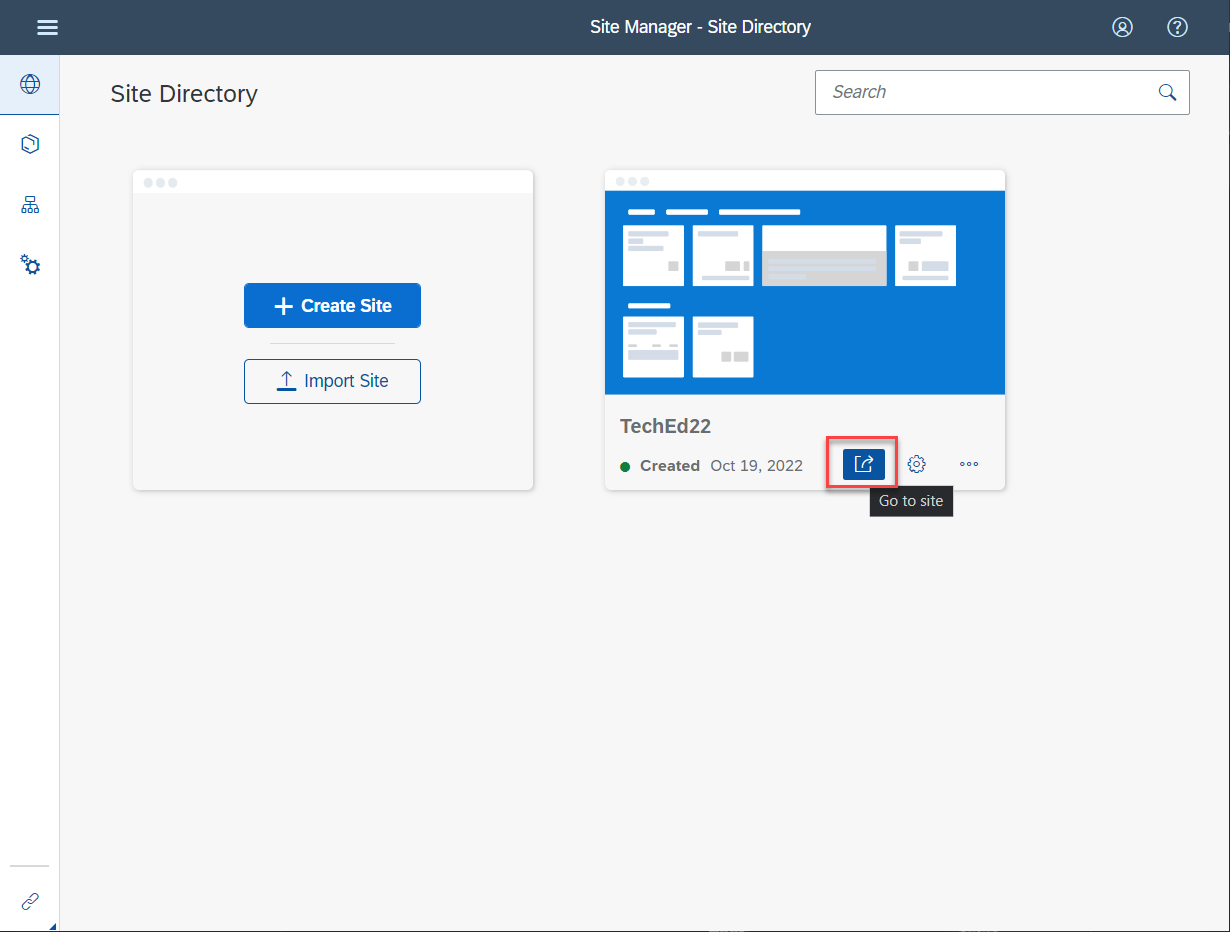 Site Manager - Site Directory
Site Directory
Search
Create Site
Import Site
TechEd22
Created Oct 19, 2022
Go to site